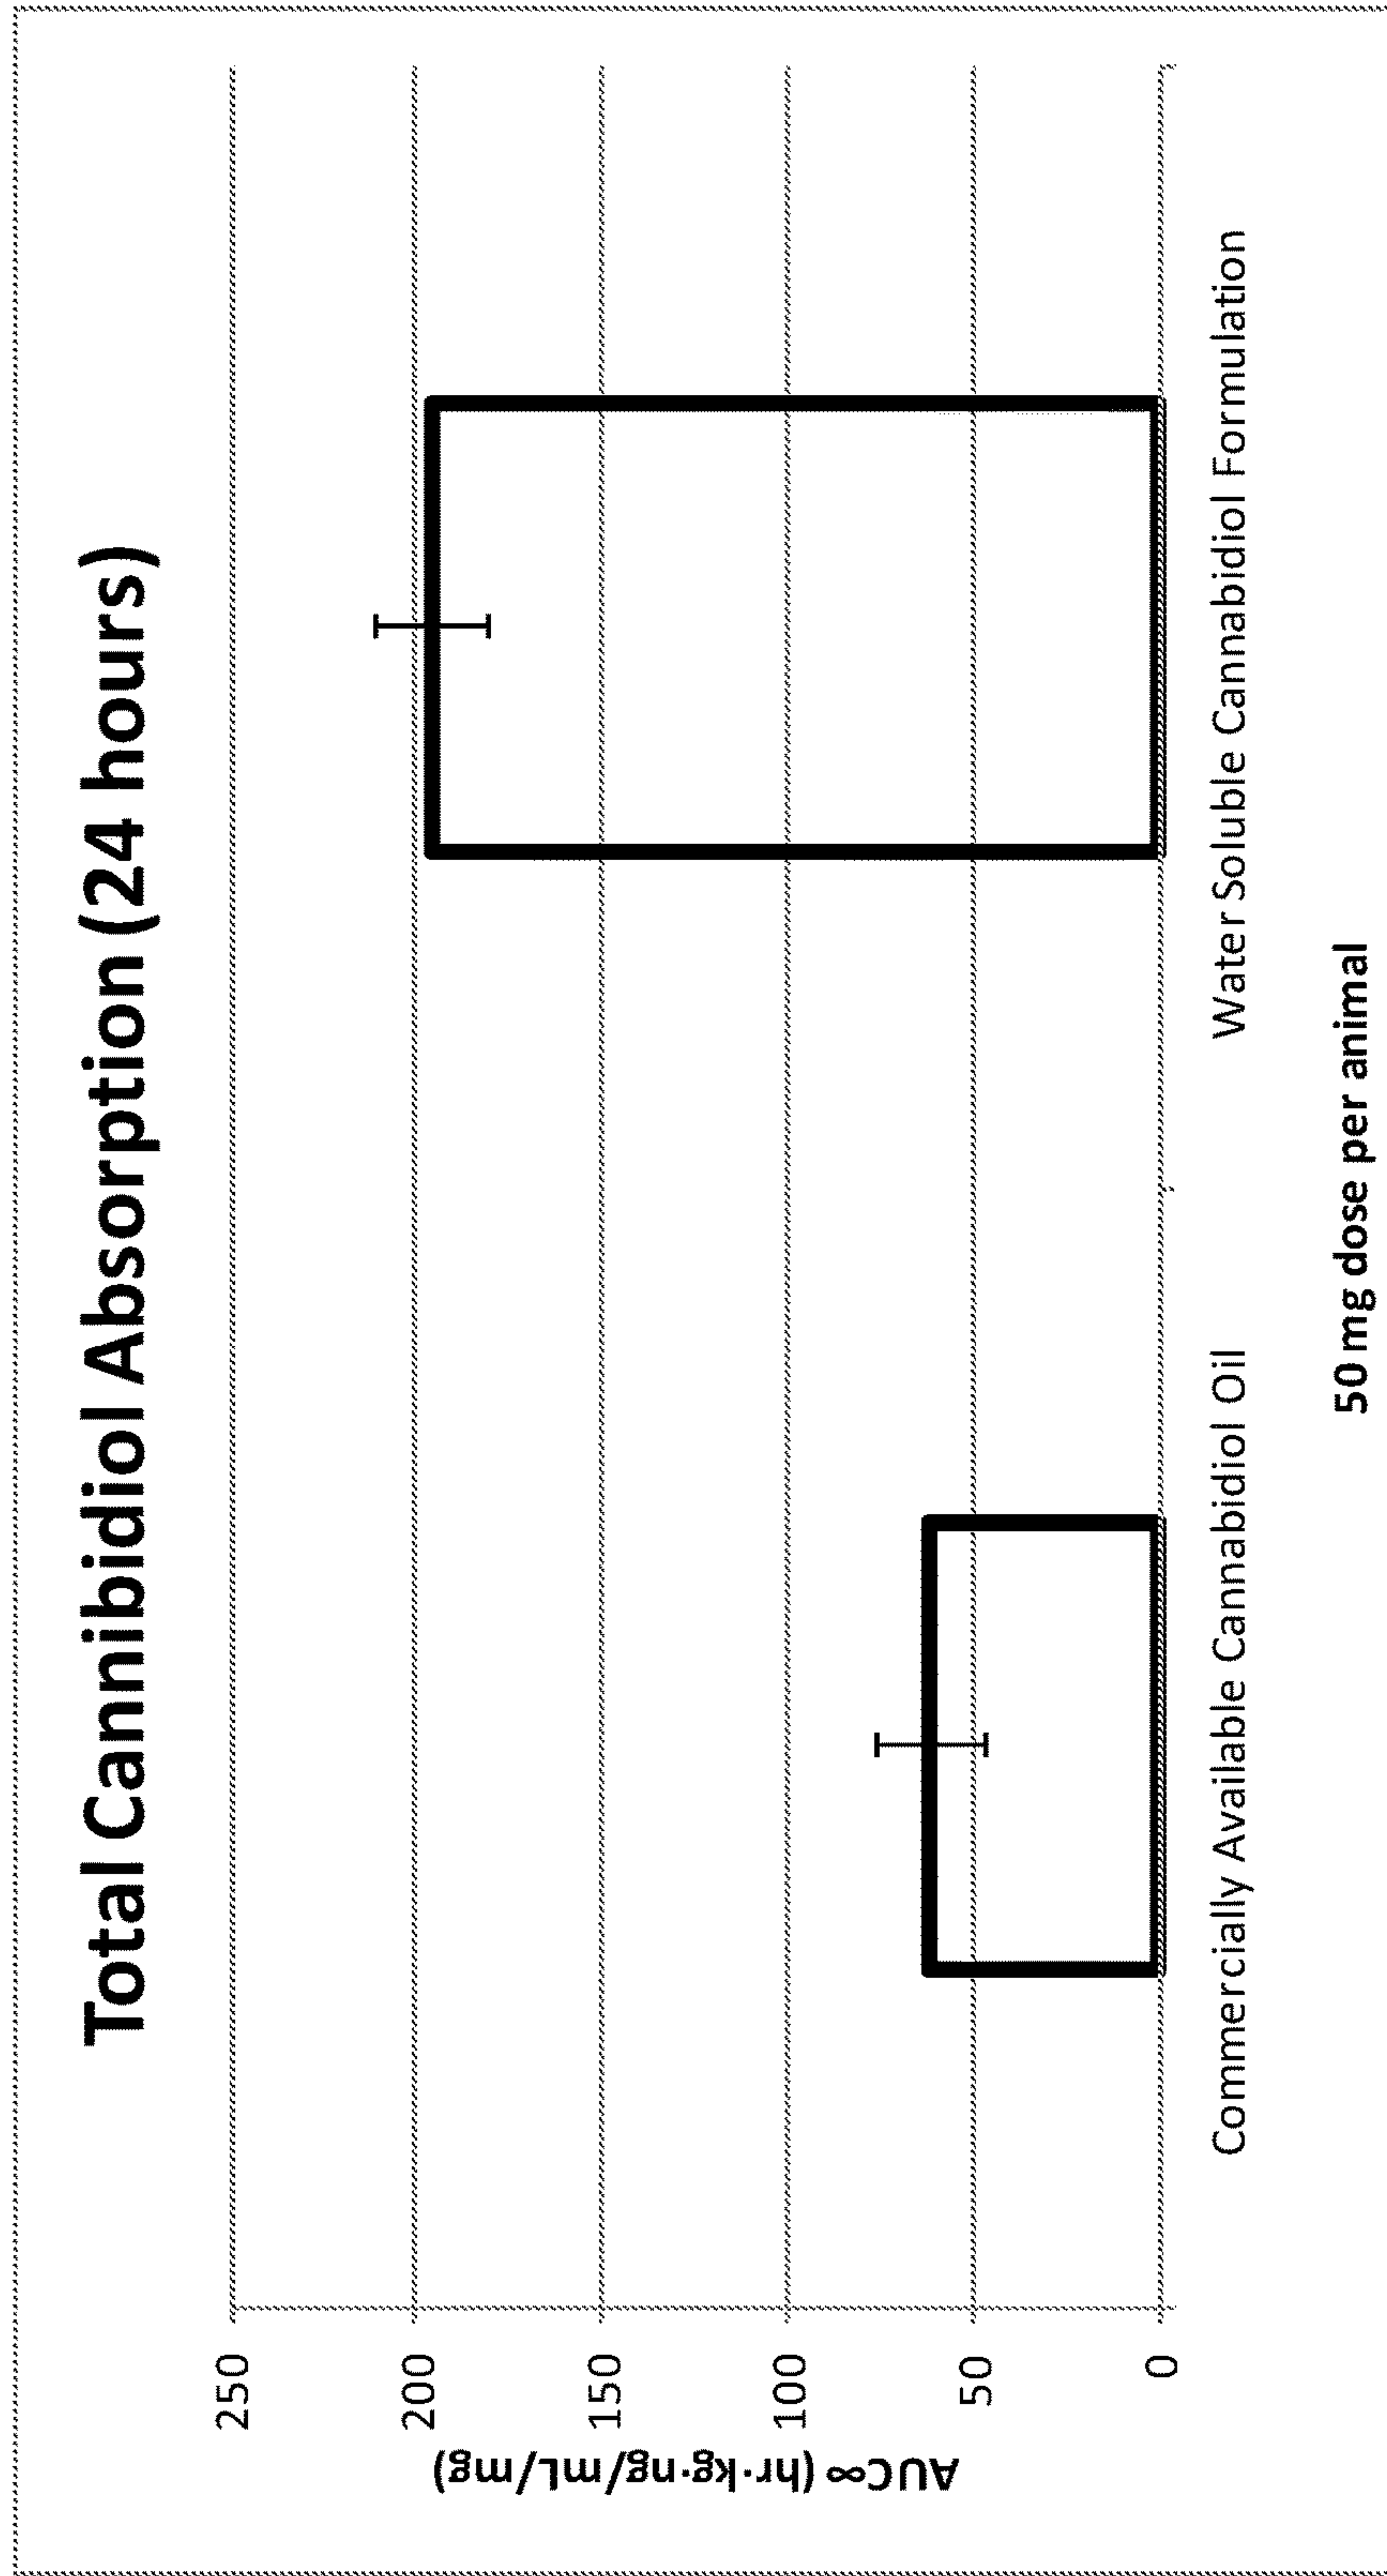 Total Cannibidiol Absorption (24 hours)
AUC∞ (hr·kg·ng/mL/mg)
250
200
150
100
50
0
Commercially Available Cannabidiol Oil
Water Soluble Cannabidiol Formulation
50 mg dose per animal